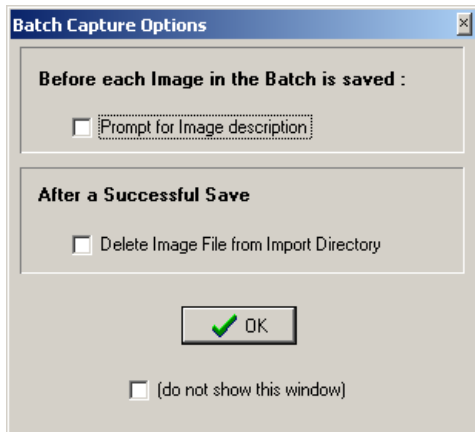 Batch Capture Options
Before each Image in the Batch is saved :
Prompt for Image description
After a Successful Save
Delete Image File from Import Directory
OK
(do not show this window)